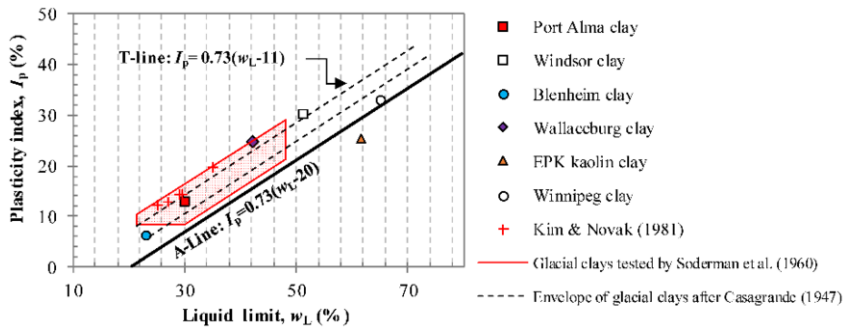 Plasticity index, Ip (%)
50
40
30
20
10
0
T-line: Ip= 0.73(wL-11)
A-Line: Ip=0.73(wL-20)
10
30
50
70
Liquid limit, wL (%)
Port Alma clay
Windsor clay
Blenheim clay
Wallaceburg clay
EPK kaolin clay
Winnipeg clay
Kim & Novak (1981)
Glacial clays tested by Soderman et al. (1960)
Envelope of glacial clays after Casagrande (1947)